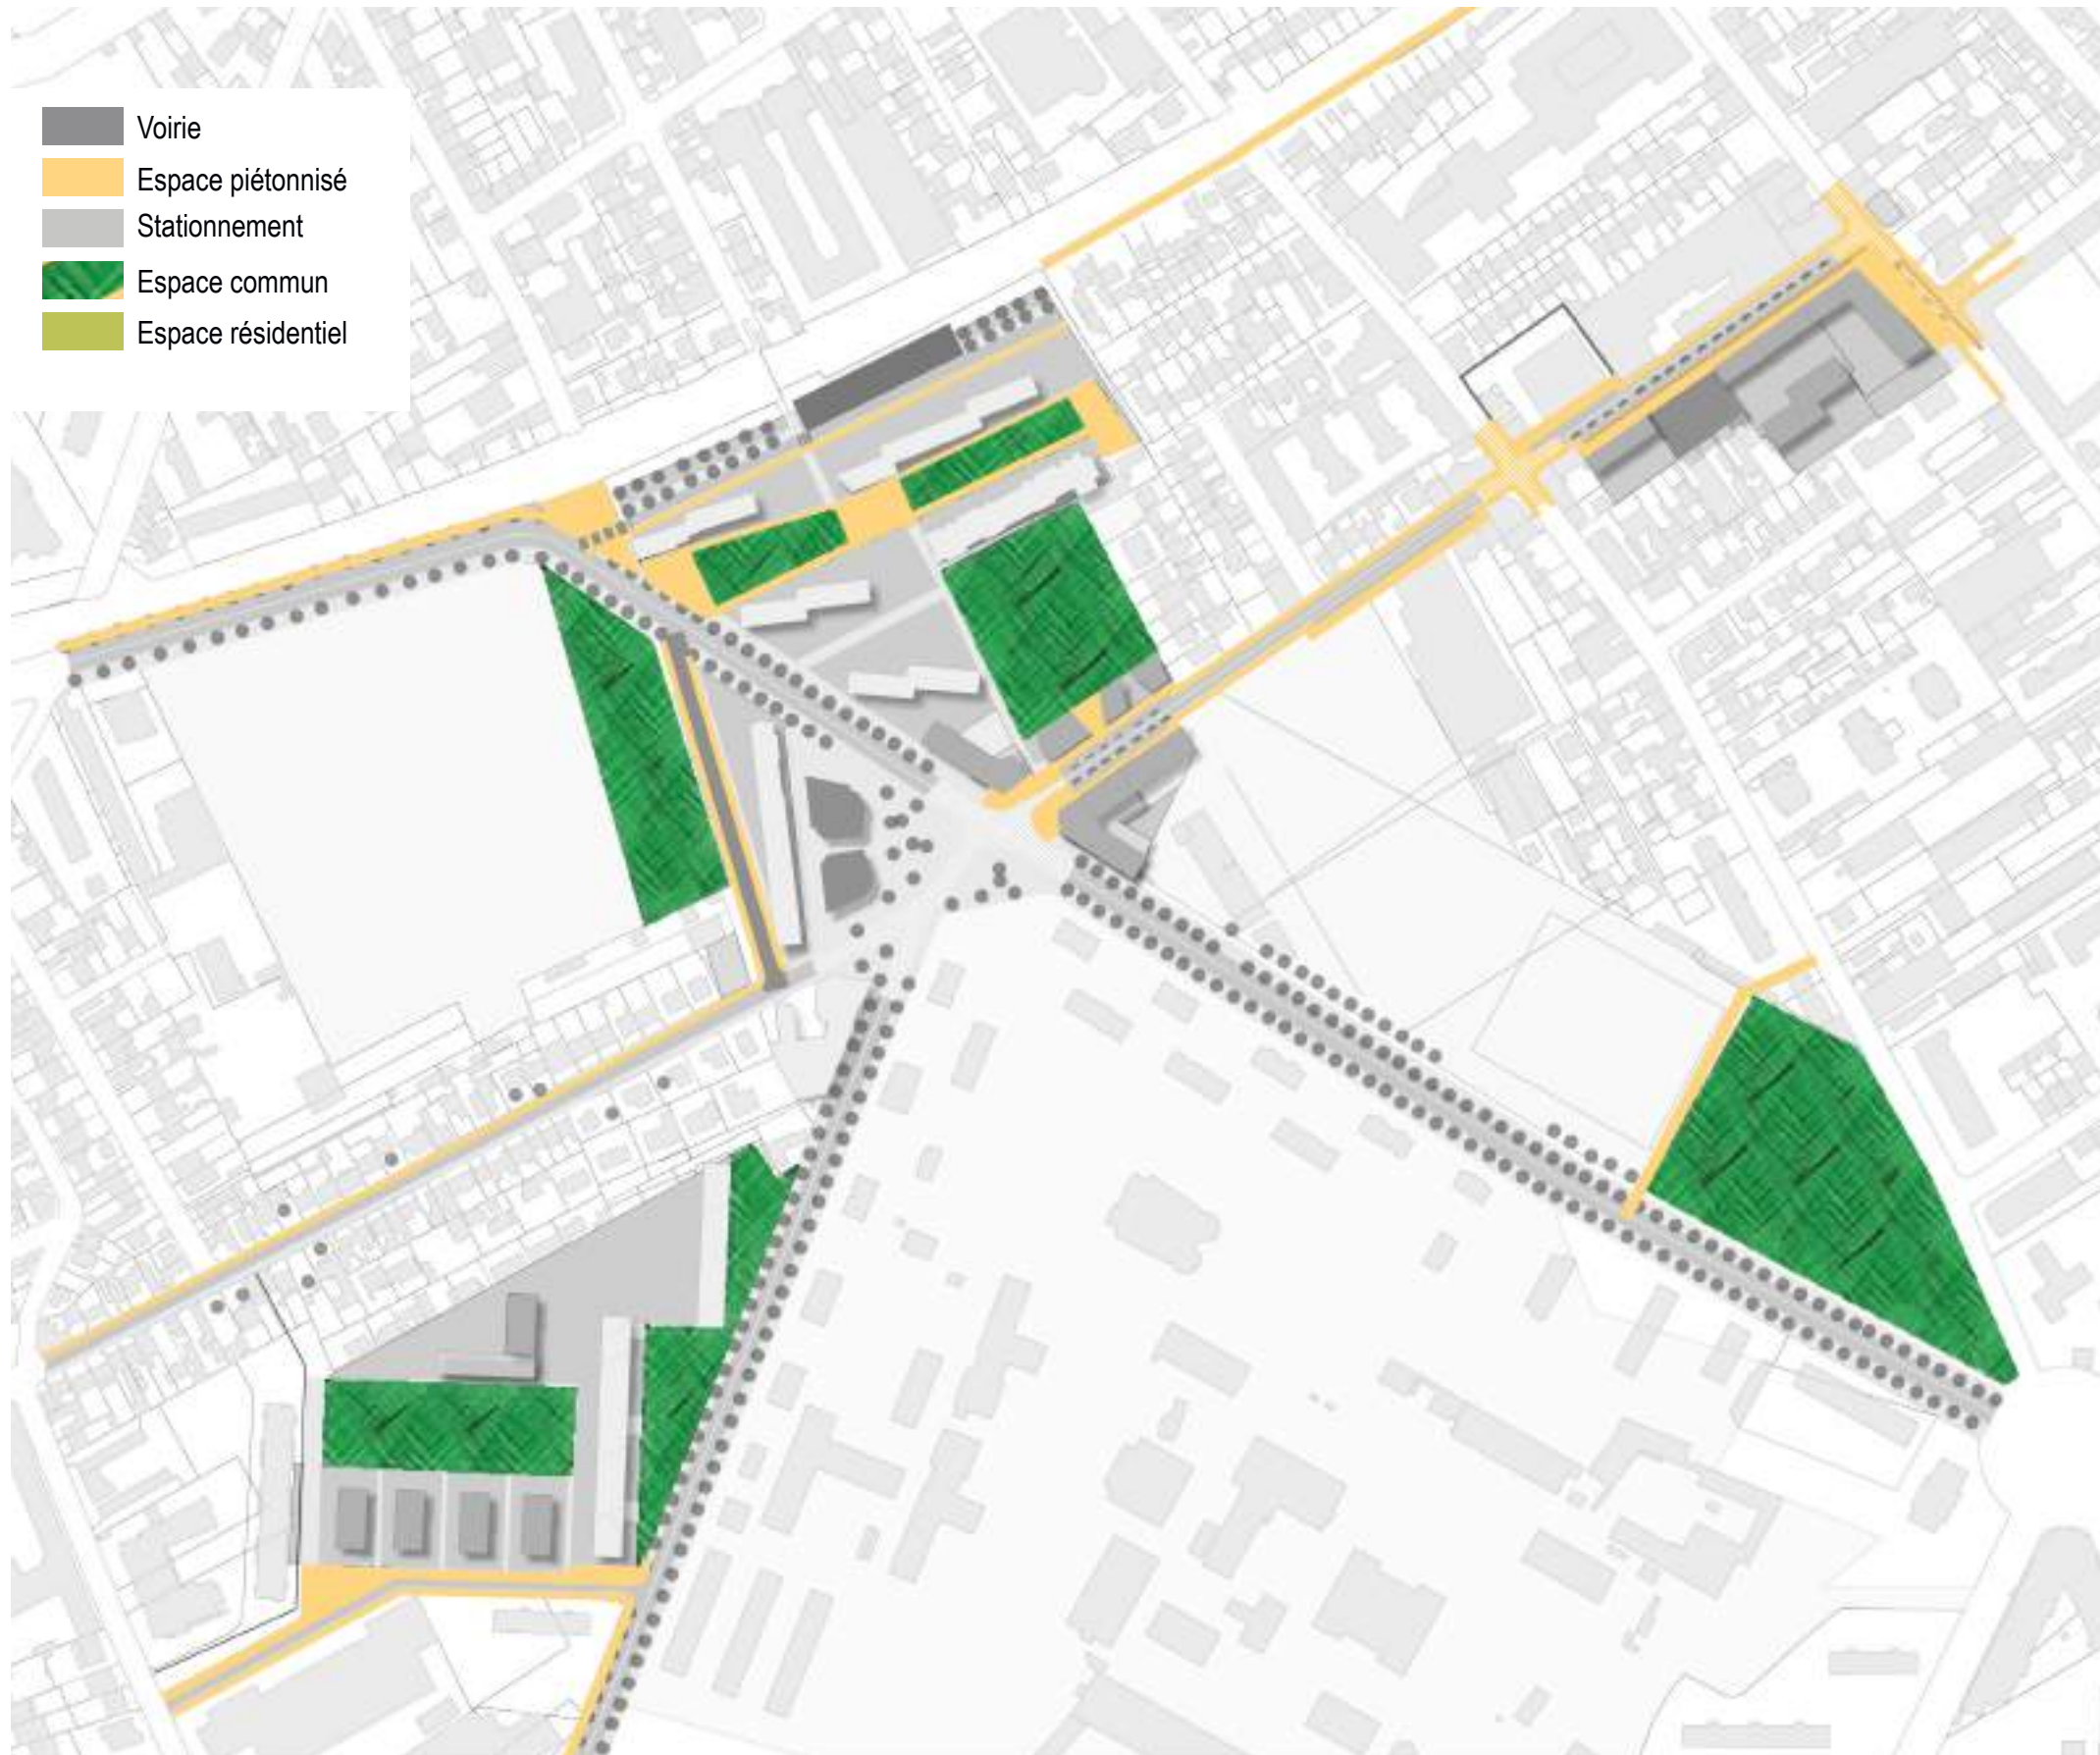 Voirie
Espace piétonnisé
Stationnement
Espace commun
Espace résidentiel